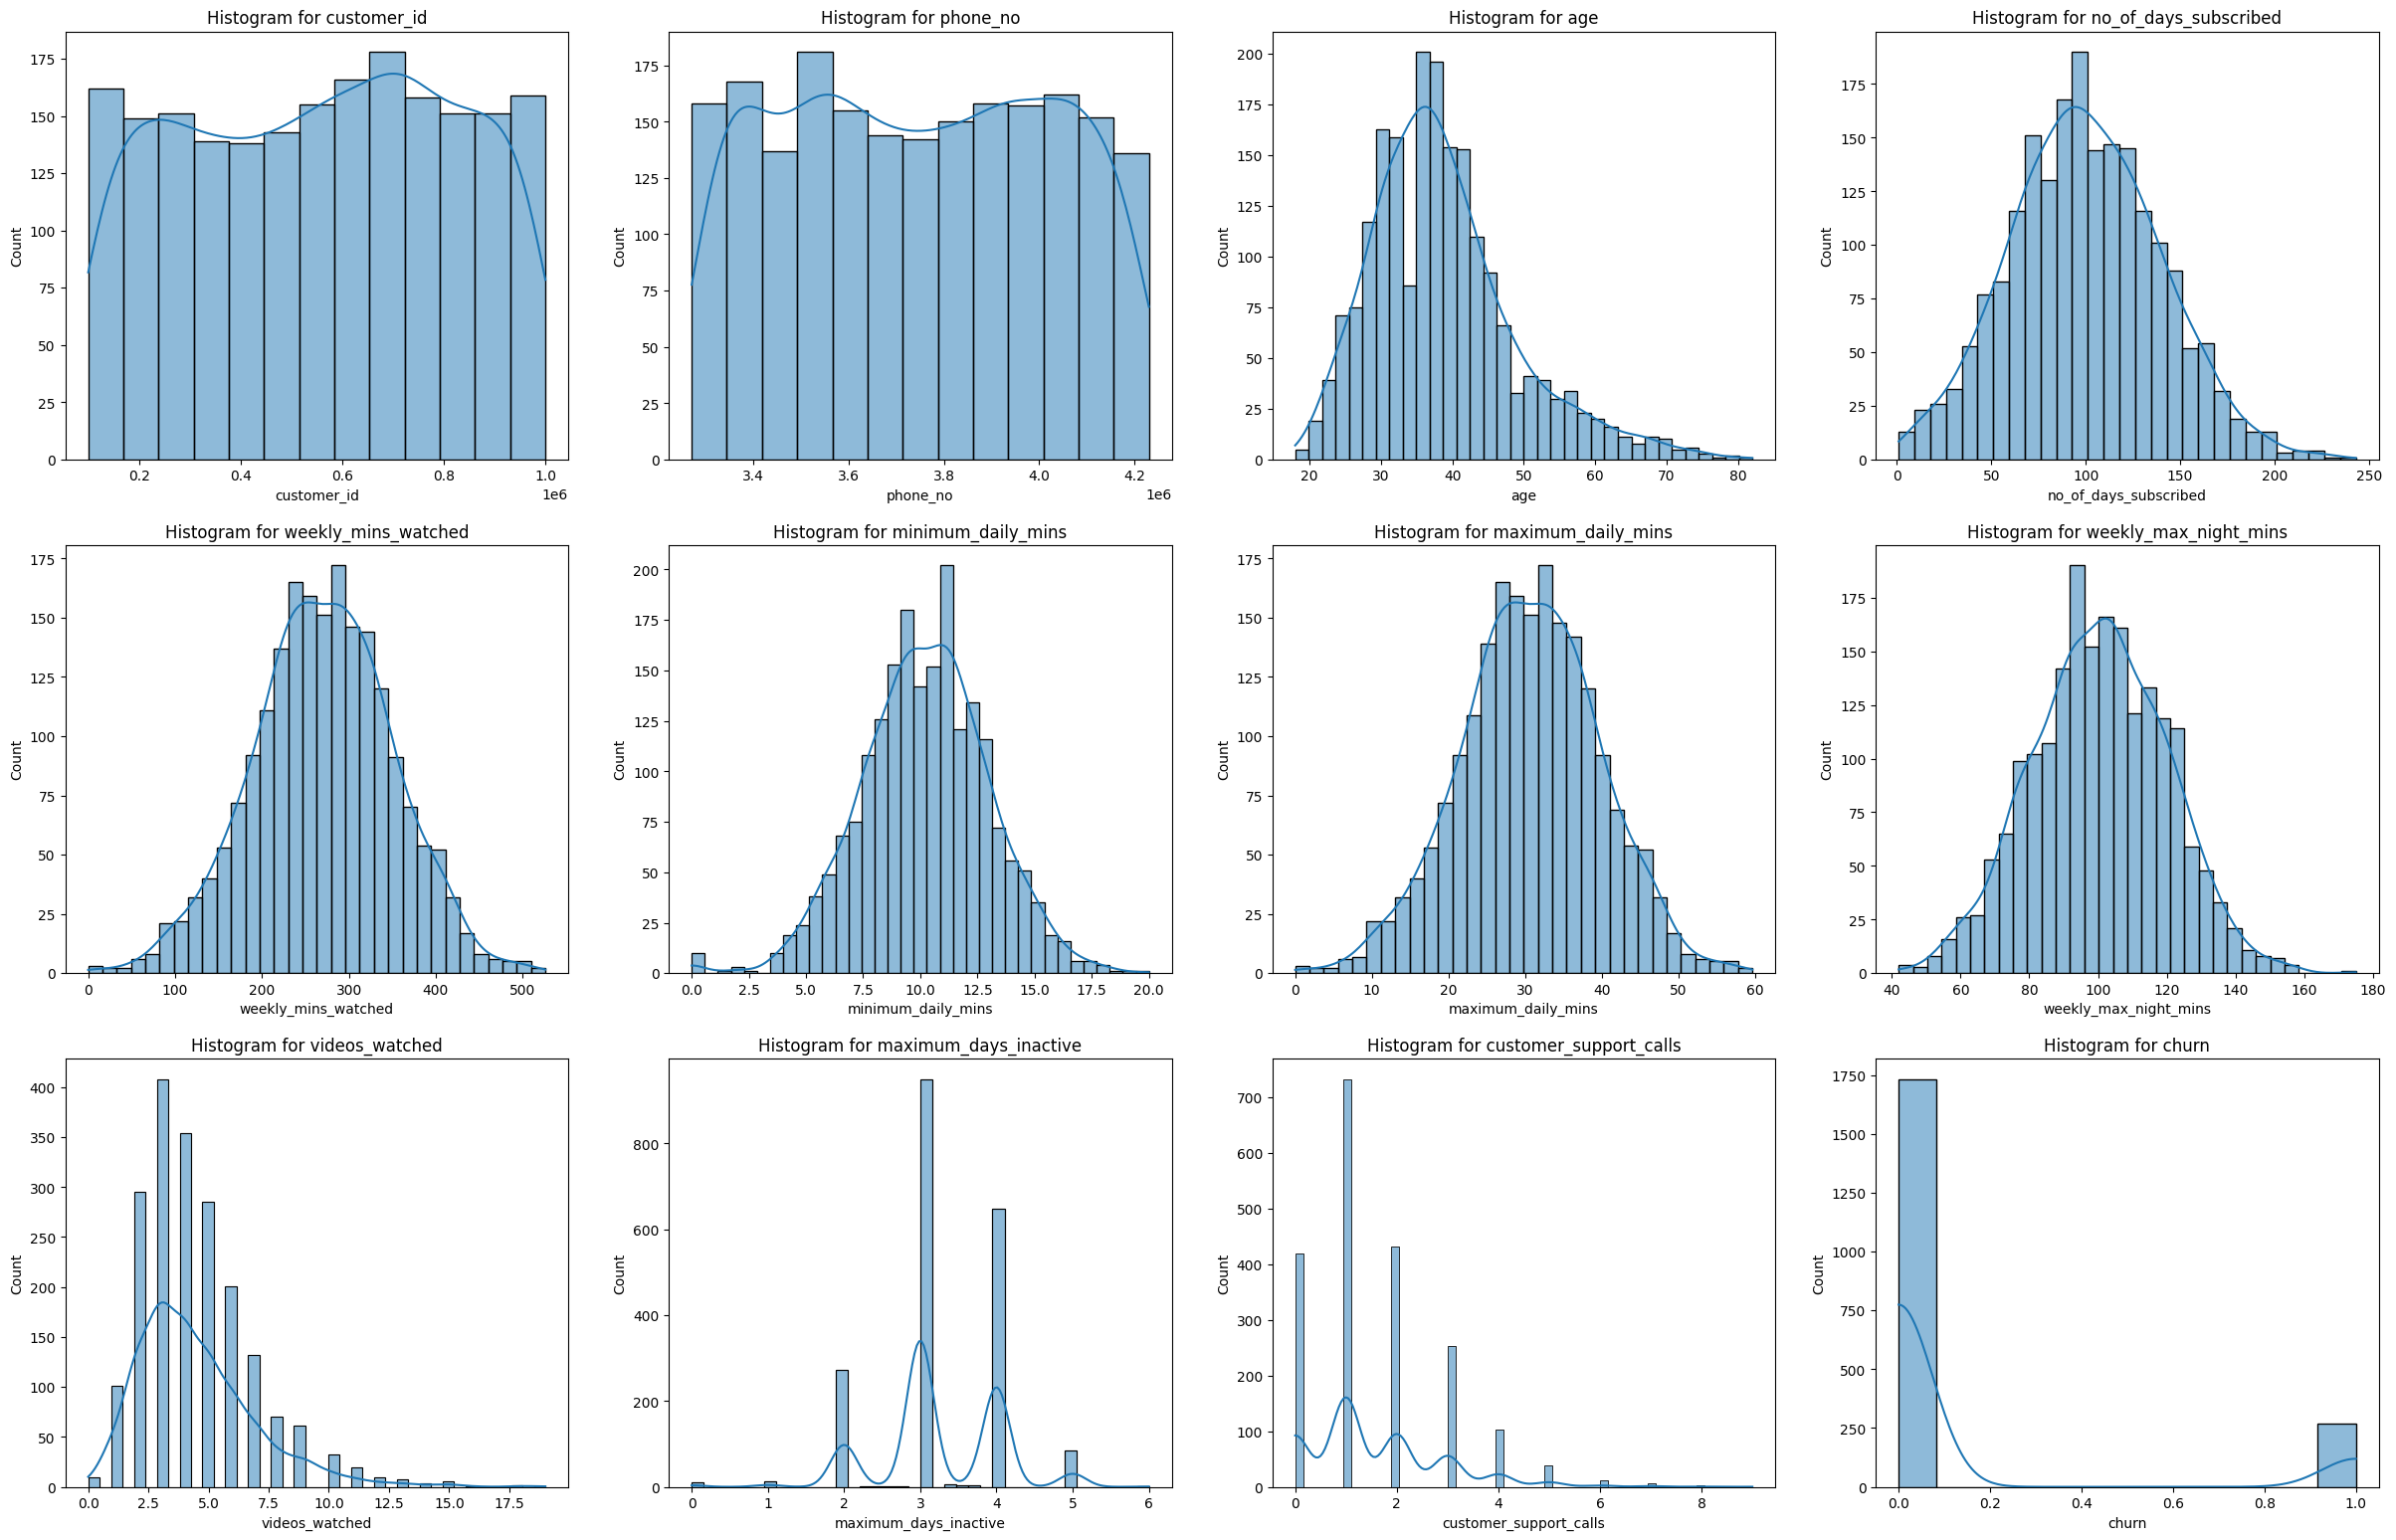 Histogram for customer_id
Histogram for phone_no
Histogram for age
Histogram for no_of_days_subscribed
175
150
125
100
75
50
25
0
Count
0.2 0.4 0.6 0.8 1.0
1e6
customer_id
175
150
125
100
75
50
25
0
Count
3.4 3.6 3.8 4.0 4.2
1e6
phone_no
200
175
150
125
100
75
50
25
0
Count
20 30 40 50 60 70 80
age
175
150
125
100
75
50
25
0
Count
0 50 100 150 200 250
no_of_days_subscribed
Histogram for weekly_mins_watched
Histogram for minimum_daily_mins
Histogram for maximum_daily_mins
Histogram for weekly_max_night_mins
175
150
125
100
75
50
25
0
Count
0 100 200 300 400 500
weekly_mins_watched
200
175
150
125
100
75
50
25
0
Count
0.0 2.5 5.0 7.5 10.0 12.5 15.0 17.5 20.0
minimum_daily_mins
175
150
125
100
75
50
25
0
Count
0 10 20 30 40 50 60
maximum_daily_mins
175
150
125
100
75
50
25
0
Count
40 60 80 100 120 140 160 180
weekly_max_night_mins
Histogram for videos_watched
Histogram for maximum_days_inactive
Histogram for customer_support_calls
Histogram for churn
400
350
300
250
200
150
100
50
0
Count
0.0 2.5 5.0 7.5 10.0 12.5 15.0 17.5
videos_watched
800
600
400
200
0
Count
0 1 2 3 4 5 6
maximum_days_inactive
700
600
500
400
300
200
100
0
Count
0 2 4 6 8
customer_support_calls
1750
1500
1250
1000
750
500
250
0
Count
0.0 0.2 0.4 0.6 0.8 1.0
churn